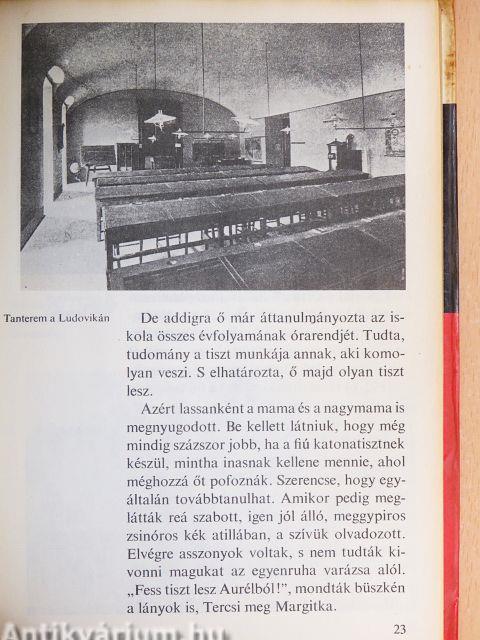 Tanterem a Ludovikán
De addigra ő már áttanulmányozta az is-
kola összes évfolyamának órarendjét. Tudta,
tudomány a tiszt munkája annak, aki komo-
lyan veszi. S elhatározta, ő majd olyan tiszt
lesz.
Azért lassanként a mama és a nagymama is
megnyugodott. Be kellett látniuk, hogy még
mindig százszor jobb, ha a fiú katonatisztnek
készül, mintha inasnak kellene mennie, ahol
méghozzá őt pofoznák. Szerencse, hogy egy-
általán továbbtanulhat. Amikor pedig meg-
látták reá szabott, igen jól álló, meggypiros
zsinóros kék atillában, a szívük olvadozott.
Elvégre asszonyok voltak, s nem tudták ki-
vonni magukat az egyenruha varázsa alól.
„Fess tiszt lesz Aurélból!”, mondták büszkén
a lányok is, Tercsi meg Margitka.
23
Antikvárium.hu